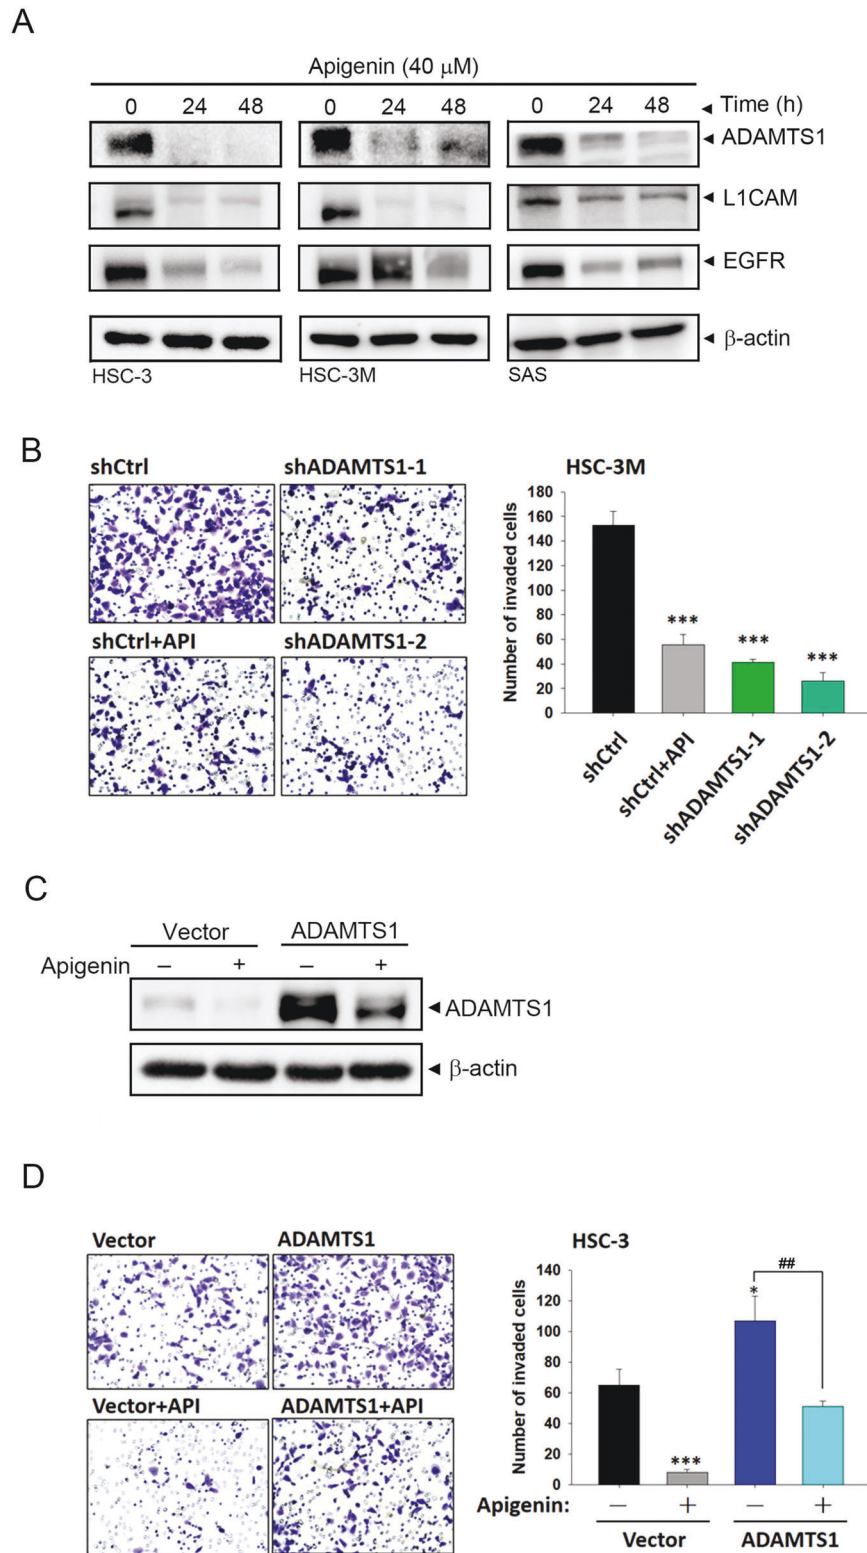 A
Apigenin (40 μM)
0 24 48 0 24 48 0 24 48 ◄ Time (h)
◄ ADAMTS1
◄ L1CAM
◄ EGFR
◄ β-actin
HSC-3 HSC-3M SAS
B
shCtrl shADAMTS1-1
shCtrl+API shADAMTS1-2
HSC-3M
Number of invaded cells
180
160
140
120
100
80
60
40
20
0
*** *** ***
shCtrl shCtrl+API shADAMTS1-1 shADAMTS1-2
C
Vector ADAMTS1
Apigenin – + – +
◄ ADAMTS1
◄ β-actin
D
Vector ADAMTS1
Vector+API ADAMTS1+API
HSC-3
Number of invaded cells
140
120
100
80
60
40
20
0
##
*
***
Apigenin: — + — +
Vector ADAMTS1